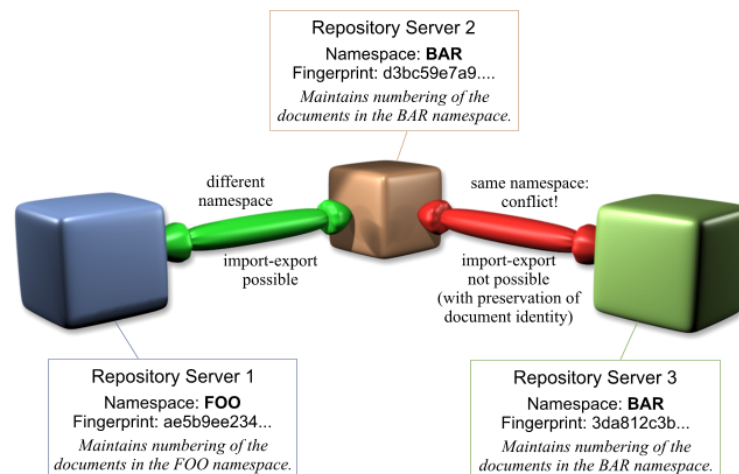 Repository Server 2
Namespace: BAR
Fingerprint: d3bc59e7a9....
Maintains numbering of the
documents in the BAR namespace.
different
namespace
import-export
possible
same namespace:
conflict!
import-export
not possible
(with preservation of
document identity)
Repository Server 1
Namespace: FOO
Fingerprint: ae5b9ee234...
Maintains numbering of the
documents in the FOO namespace.
Repository Server 3
Namespace: BAR
Fingerprint: 3da812c3b...
Maintains numbering of the
documents in the BAR namespace.